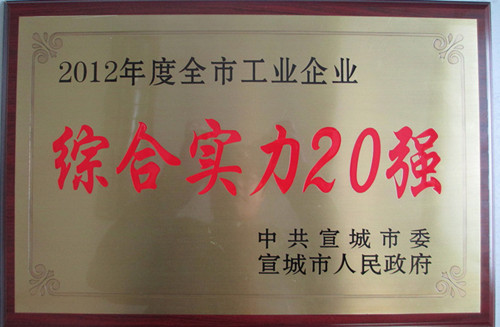 2012年度全市工业企业
综合实力20强
中共宣城市委
宣城市人民政府